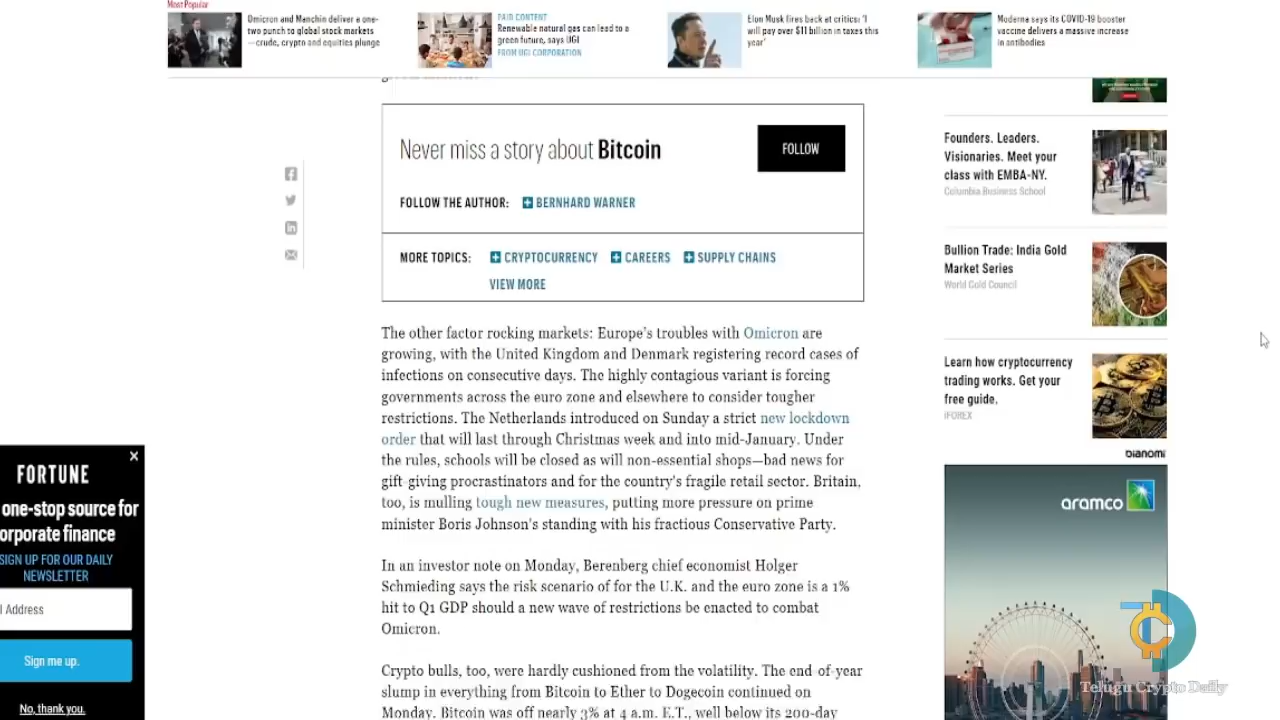 Most Popular
Omicron and Manchin deliver a one-
two punch to global stock markets
—crude, crypto and equities plunge
PAID CONTENT
Renewable natural gas can lead to a
green future, says UGI
FROM UGI CORPORATION
Elon Musk fires back at critics: 'I
will pay over $11 billion in taxes this
year'
Moderna says its COVID-19 booster
vaccine delivers a massive increase
in antibodies
Never miss a story about Bitcoin
FOLLOW
FOLLOW THE AUTHOR: BERNHARD WARNER
MORE TOPICS: CRYPTOCURRENCY CAREERS SUPPLY CHAINS
VIEW MORE
The other factor rocking markets: Europe's troubles with Omicron are
growing, with the United Kingdom and Denmark registering record cases of
infections on consecutive days. The highly contagious variant is forcing
governments across the euro zone and elsewhere to consider tougher
restrictions. The Netherlands introduced on Sunday a strict new lockdown
order that will last through Christmas week and into mid-January. Under
the rules, schools will be closed as will non-essential shops—bad news for
gift-giving procrastinators and for the country's fragile retail sector. Britain,
too, is mulling tough new measures, putting more pressure on prime
minister Boris Johnson's standing with his fractious Conservative Party.
In an investor note on Monday, Berenberg chief economist Holger
Schmieding says the risk scenario of for the U.K. and the euro zone is a 1%
hit to Q1 GDP should a new wave of restrictions be enacted to combat
Omicron.
Crypto bulls, too, were hardly cushioned from the volatility. The end-of-year
slump in everything from Bitcoin to Ether to Dogecoin continued on
Monday. Bitcoin was off nearly 3% at 4 a.m. E.T., well below its 200-day
Founders. Leaders.
Visionaries. Meet your
class with EMBA-NY.
Columbia Business School
Bullion Trade: India Gold
Market Series
World Gold Council
Learn how cryptocurrency
trading works. Get your
free guide.
iFOREX
bianomi
aramco
Telugu Crypto Daily
FORTUNE
one-stop source for
orporate finance
SIGN UP FOR OUR DAILY
NEWSLETTER
l Address
Sign me up.
No, thank you.